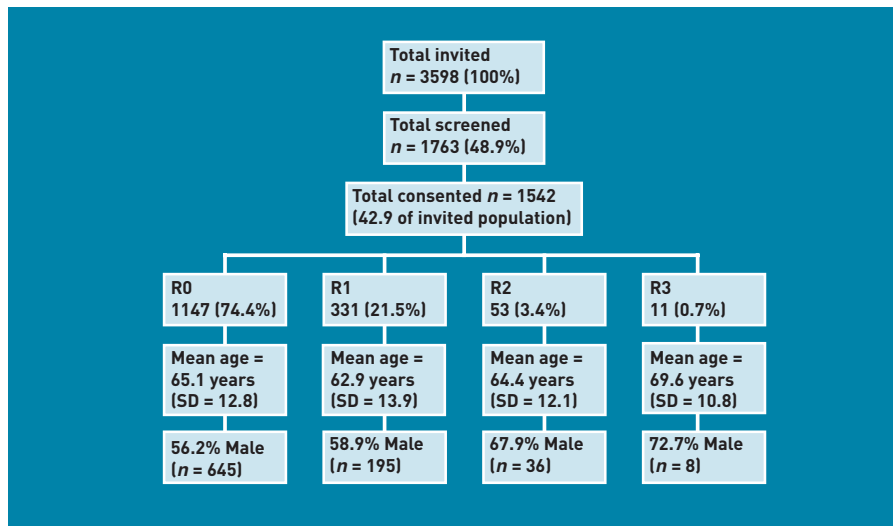 Total invited
n = 3598 (100%)
Total screened
n = 1763 (48.9%)
Total consented n = 1542
(42.9 of invited population)
R0
1147 (74.4%)
R1
331 (21.5%)
R2
53 (3.4%)
R3
11 (0.7%)
Mean age =
65.1 years
(SD = 12.8)
Mean age =
62.9 years
(SD = 13.9)
Mean age =
64.4 years
(SD = 12.1)
Mean age =
69.6 years
(SD = 10.8)
56.2% Male
(n = 645)
58.9% Male
(n = 195)
67.9% Male
(n = 36)
72.7% Male
(n = 8)